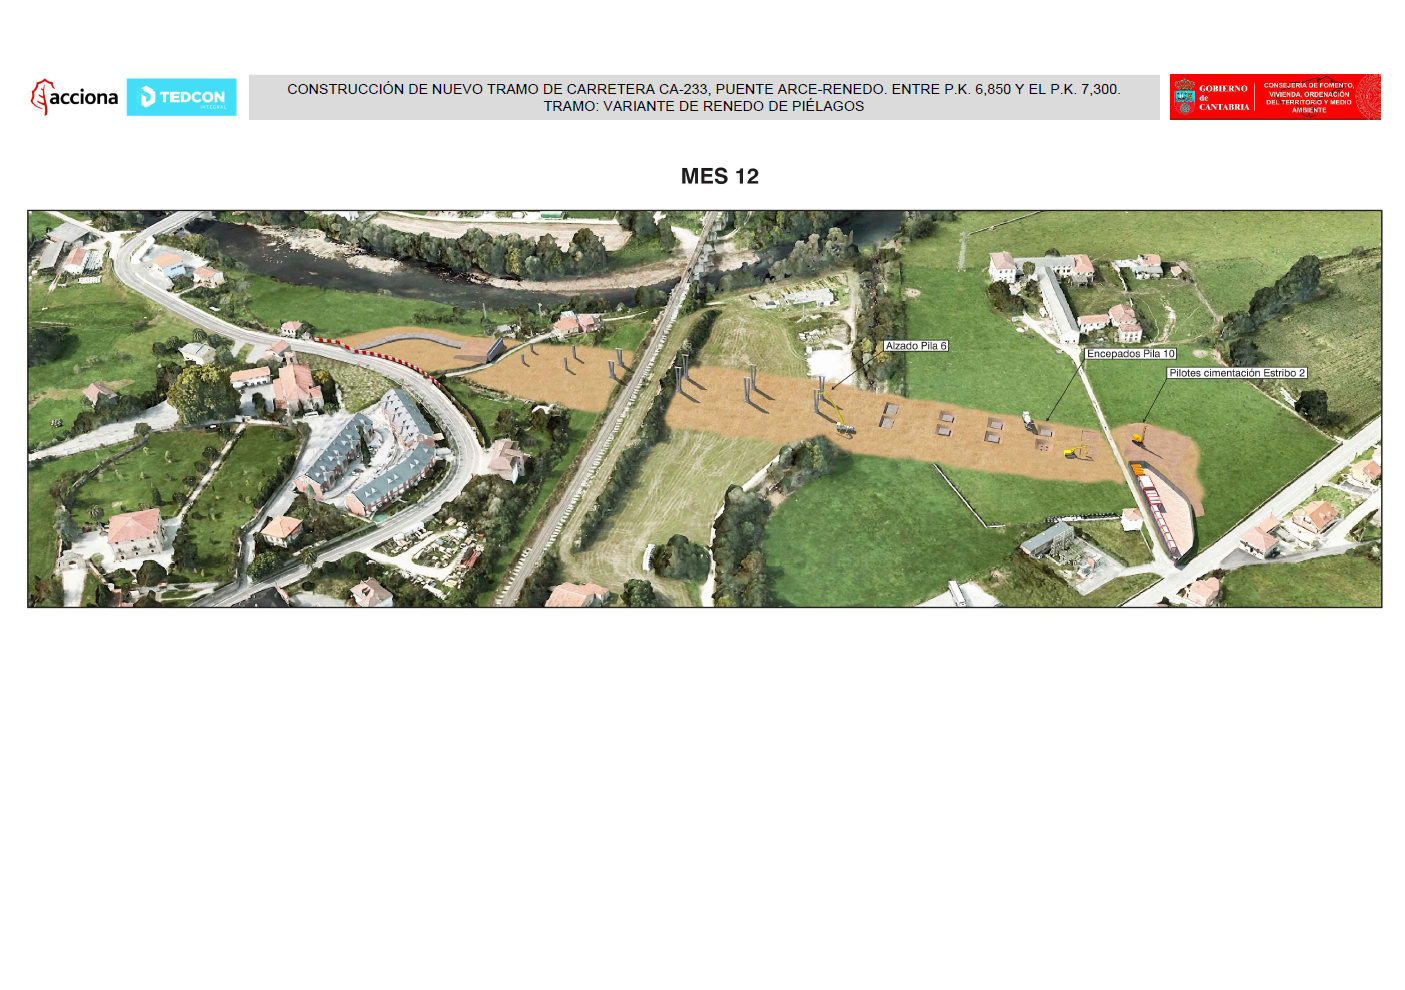 acciona
TEDCON
INTEGRAL
CONSTRUCCIÓN DE NUEVO TRAMO DE CARRETERA CA-233, PUENTE ARCE-RENEDO. ENTRE P.K. 6,850 Y EL P.K. 7,300.
TRAMO: VARIANTE DE RENEDO DE PIÉLAGOS
GOBIERNO
de
CANTABRIA
CONSEJERÍA DE FOMENTO,
VIVIENDA, ORDENACIÓN
DEL TERRITORIO Y MEDIO
AMBIENTE
MES 12
Alzado Pila 6
Encepados Pila 10
Pilotes cimentación Estribo 2